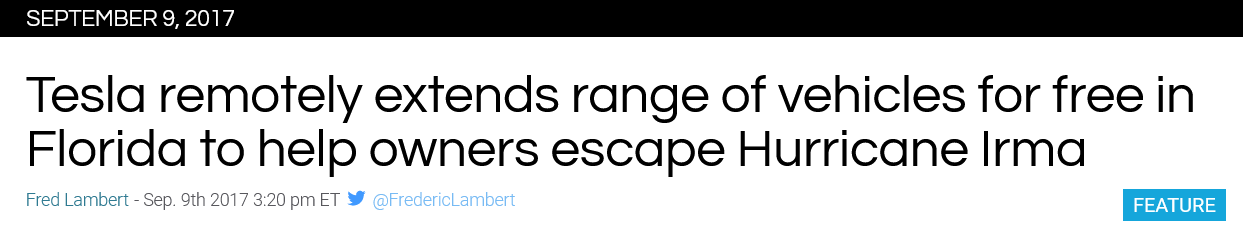 SEPTEMBER 9, 2017
Tesla remotely extends range of vehicles for free in
Florida to help owners escape Hurricane Irma
Fred Lambert - Sep. 9th 2017 3:20 pm ET @FredericLambert
FEATURE